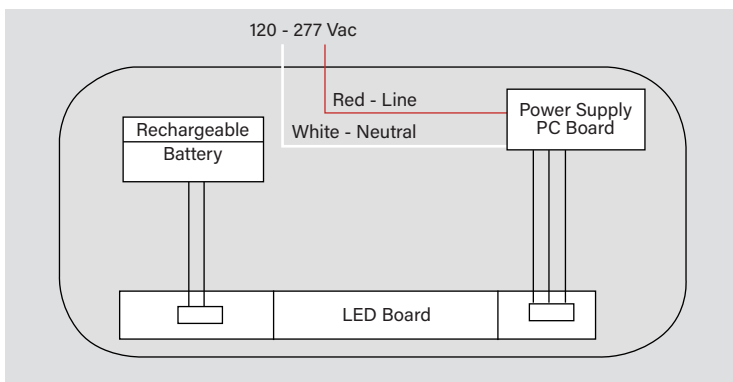 120 - 277 Vac
Red - Line
White - Neutral
Power Supply
PC Board
Rechargeable
Battery
LED Board